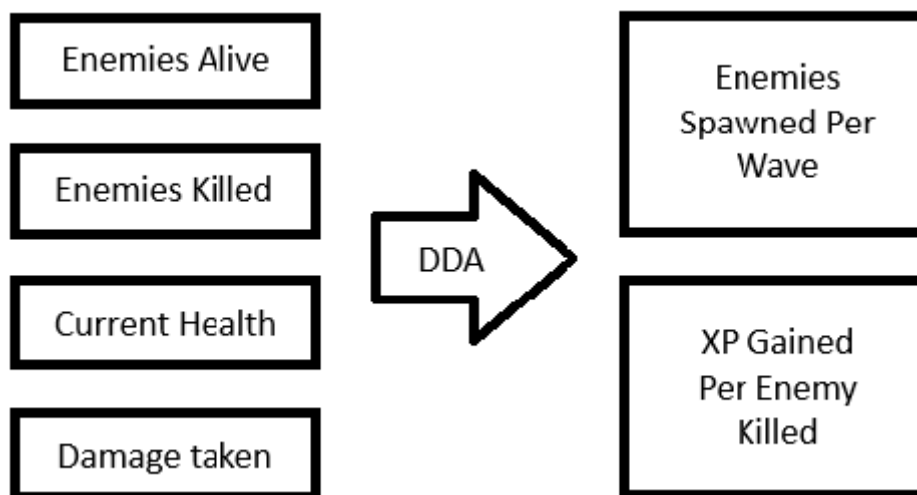 Enemies Alive
Enemies Killed
Current Health
Damage taken
DDA
Enemies
Spawned Per
Wave
XP Gained
Per Enemy
Killed